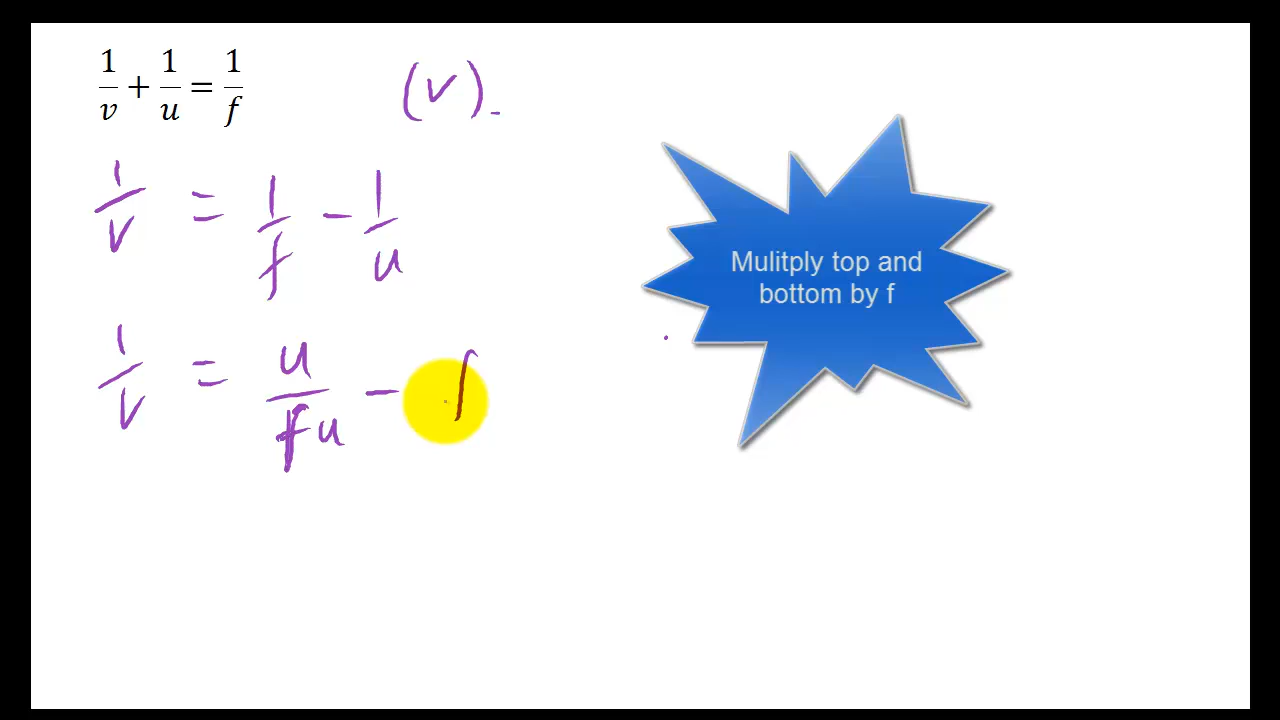 1/v + 1/u = 1/f (v).
1/v = 1/f - 1/u
Mulitply top and
bottom by f
1/v = u/fu - f